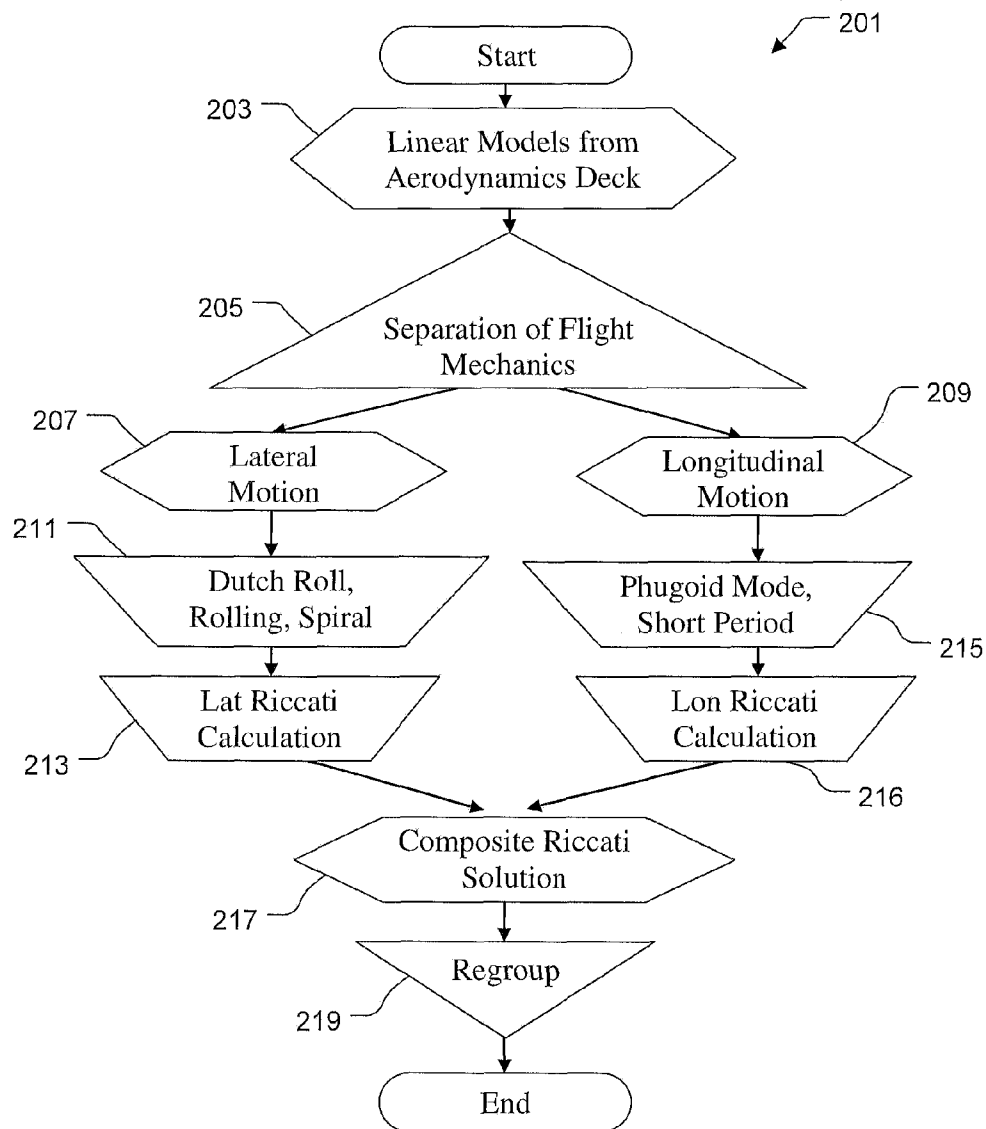 201
Start
203
Linear Models from
Aerodynamics Deck
205
Separation of Flight
Mechanics
207
Lateral
Motion
209
Longitudinal
Motion
211
Dutch Roll,
Rolling, Spiral
Phugoid Mode,
Short Period
215
Lat Riccati
Calculation
213
Lon Riccati
Calculation
216
Composite Riccati
Solution
217
Regroup
219
End